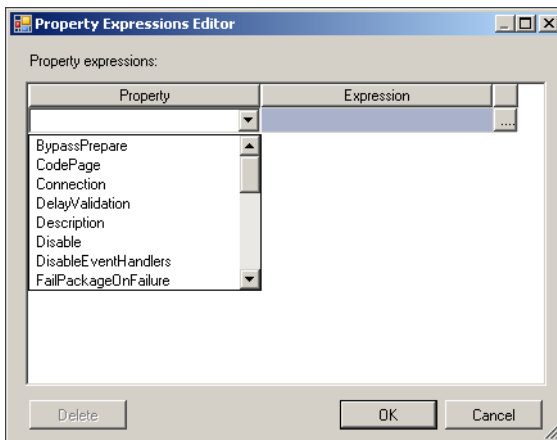 Property Expressions Editor
Property expressions:
Property Expression
....
BypassPrepare
CodePage
Connection
DelayValidation
Description
Disable
DisableEventHandlers
FailPackageOnFailure
Delete OK Cancel